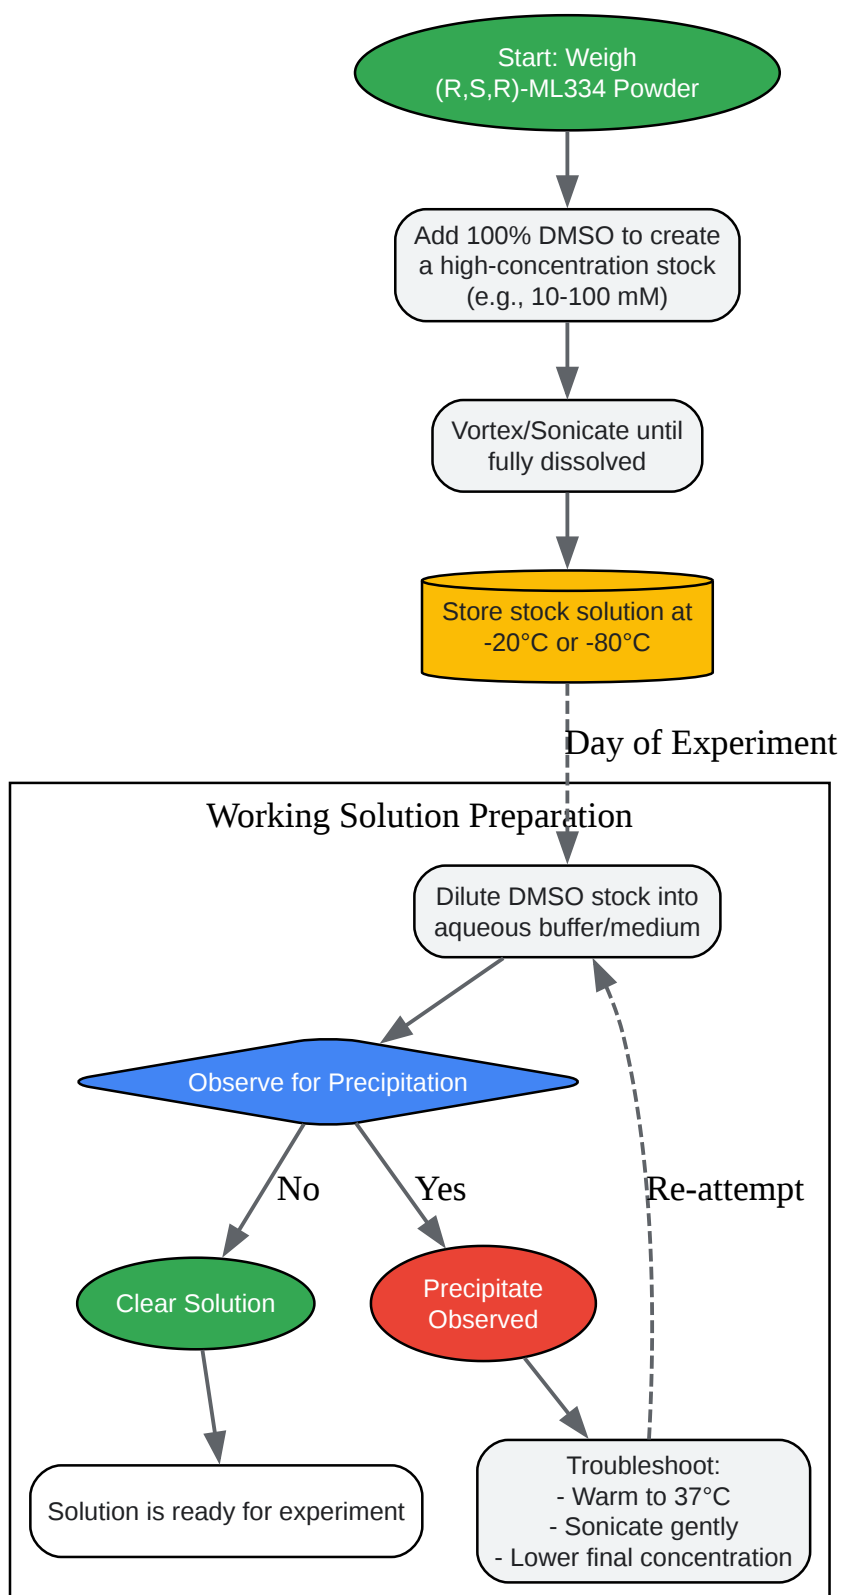 Start: Weigh
(R,S,R)-ML334 Powder
Add 100% DMSO to create
a high-concentration stock
(e.g., 10-100 mM)
Vortex/Sonicate until
fully dissolved
Store stock solution at
-20°C or -80°C
Day of Experiment
Working Solution Preparation
Dilute DMSO stock into
aqueous buffer/medium
Observe for Precipitation
No
Yes
Re-attempt
Clear Solution
Precipitate
Observed
Solution is ready for experiment
Troubleshoot:
- Warm to 37°C
- Sonicate gently
- Lower final concentration